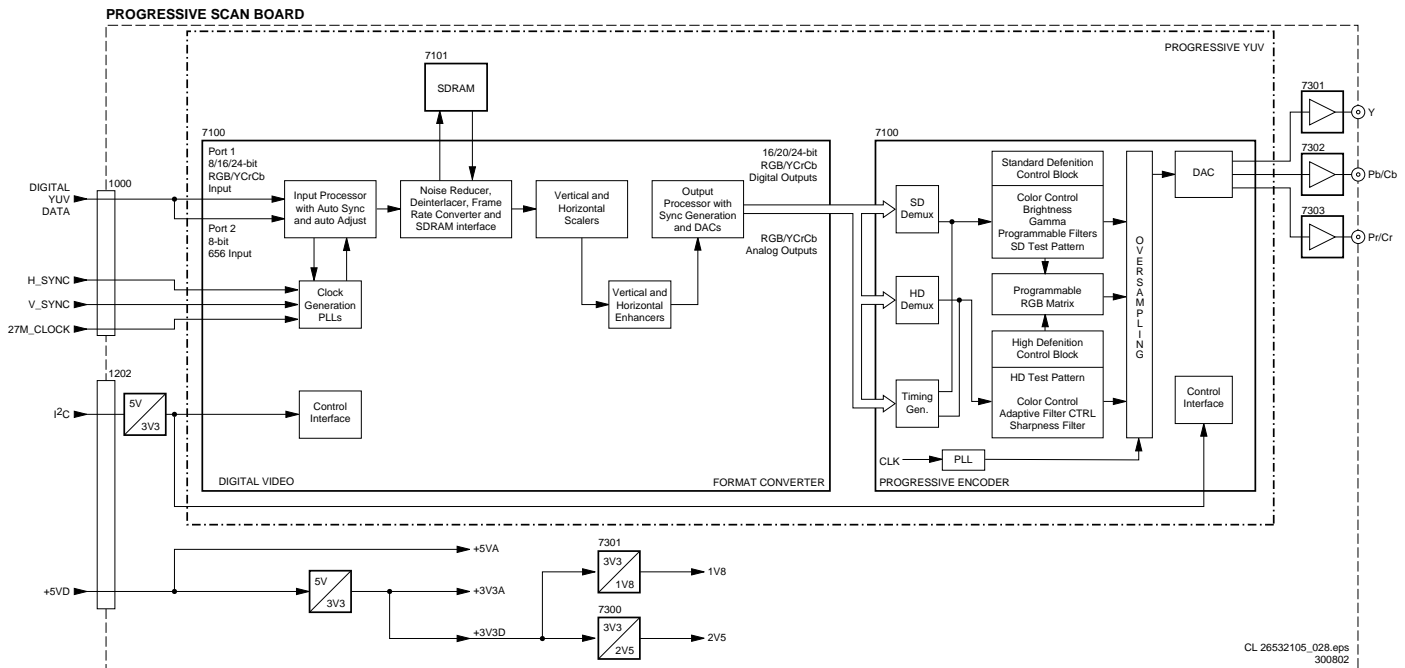 PROGRESSIVE SCAN BOARD
PROGRESSIVE YUV
7101
SDRAM
7100
Port 1
8/16/24-bit
RGB/YCrCb
Input
Port 2
8-bit
656 Input
Input Processor
with Auto Sync
and auto Adjust
Noise Reducer,
Deinterlacer, Frame
Rate Converter and
SDRAM interface
Vertical and
Horizontal
Scalers
16/20/24-bit
RGB/YCrCb
Digital Outputs
Output
Processor with
Sync Generation
and DACs
RGB/YCrCb
Analog Outputs
Clock
Generation
PLLs
Vertical and
Horizontal
Enhancers
Control
Interface
DIGITAL VIDEO
FORMAT CONVERTER
1000
DIGITAL
YUV
DATA
H_SYNC
V_SYNC
27M_CLOCK
1202
I²C
5V
3V3
7100
SD
Demux
HD
Demux
Timing
Gen.
Standard Defenition
Control Block
Color Control
Brightness
Gamma
Programmable Filters
SD Test Pattern
Programmable
RGB Matrix
High Defenition
Control Block
HD Test Pattern
Color Control
Adaptive Filter CTRL
Sharpness Filter
OVERSAMPLING
DAC
Control
Interface
CLK
PLL
PROGRESSIVE ENCODER
7301
Y
7302
Pb/Cb
7303
Pr/Cr
+5VD
5V
3V3
+5VA
+3V3A
+3V3D
7301
3V3
1V8
1V8
7300
3V3
2V5
2V5
CL 26532105_028.eps
300802